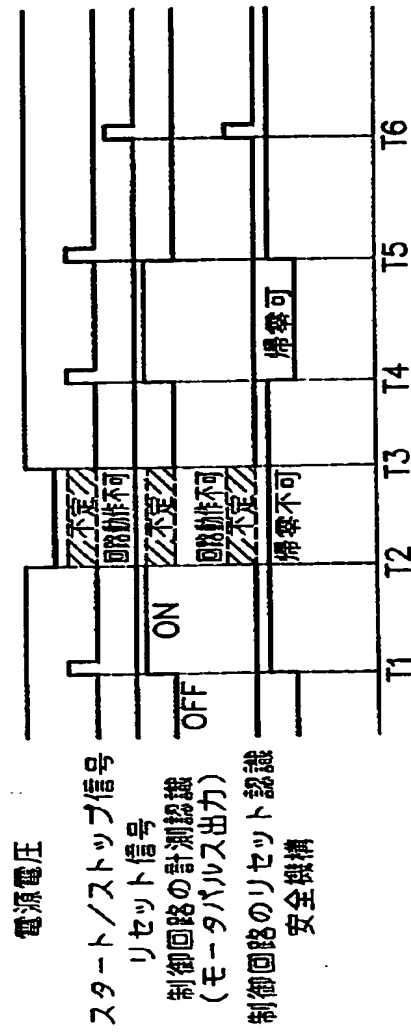 電源電圧
スタート/ストップ信号
リセット信号
制御回路の計測認識
(モータパルス出力)
制御回路のリセット認識
安全機構
OFF
ON
不定
回路動作不可
不定
回路動作不可
不定
帰零不可
帰零可
T1
T2
T3
T4
T5
T6